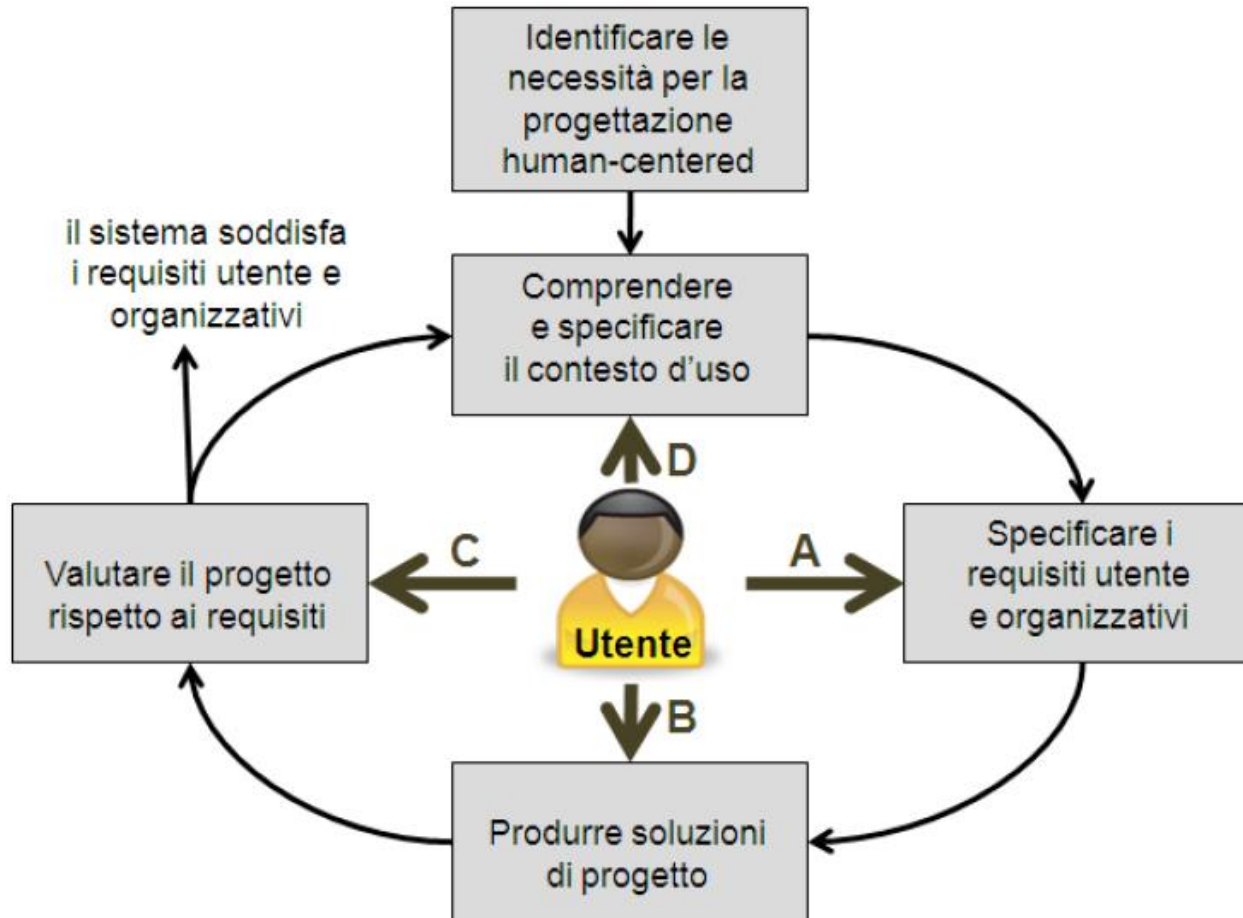 Identificare le
necessità per la
progettazione
human-centered
il sistema soddisfa
i requisiti utente e
organizzativi
Comprendere
e specificare
il contesto d'uso
D
C
A
Valutare il progetto
rispetto ai requisiti
Specificare i
requisiti utente
e organizzativi
Utente
B
Produrre soluzioni
di progetto